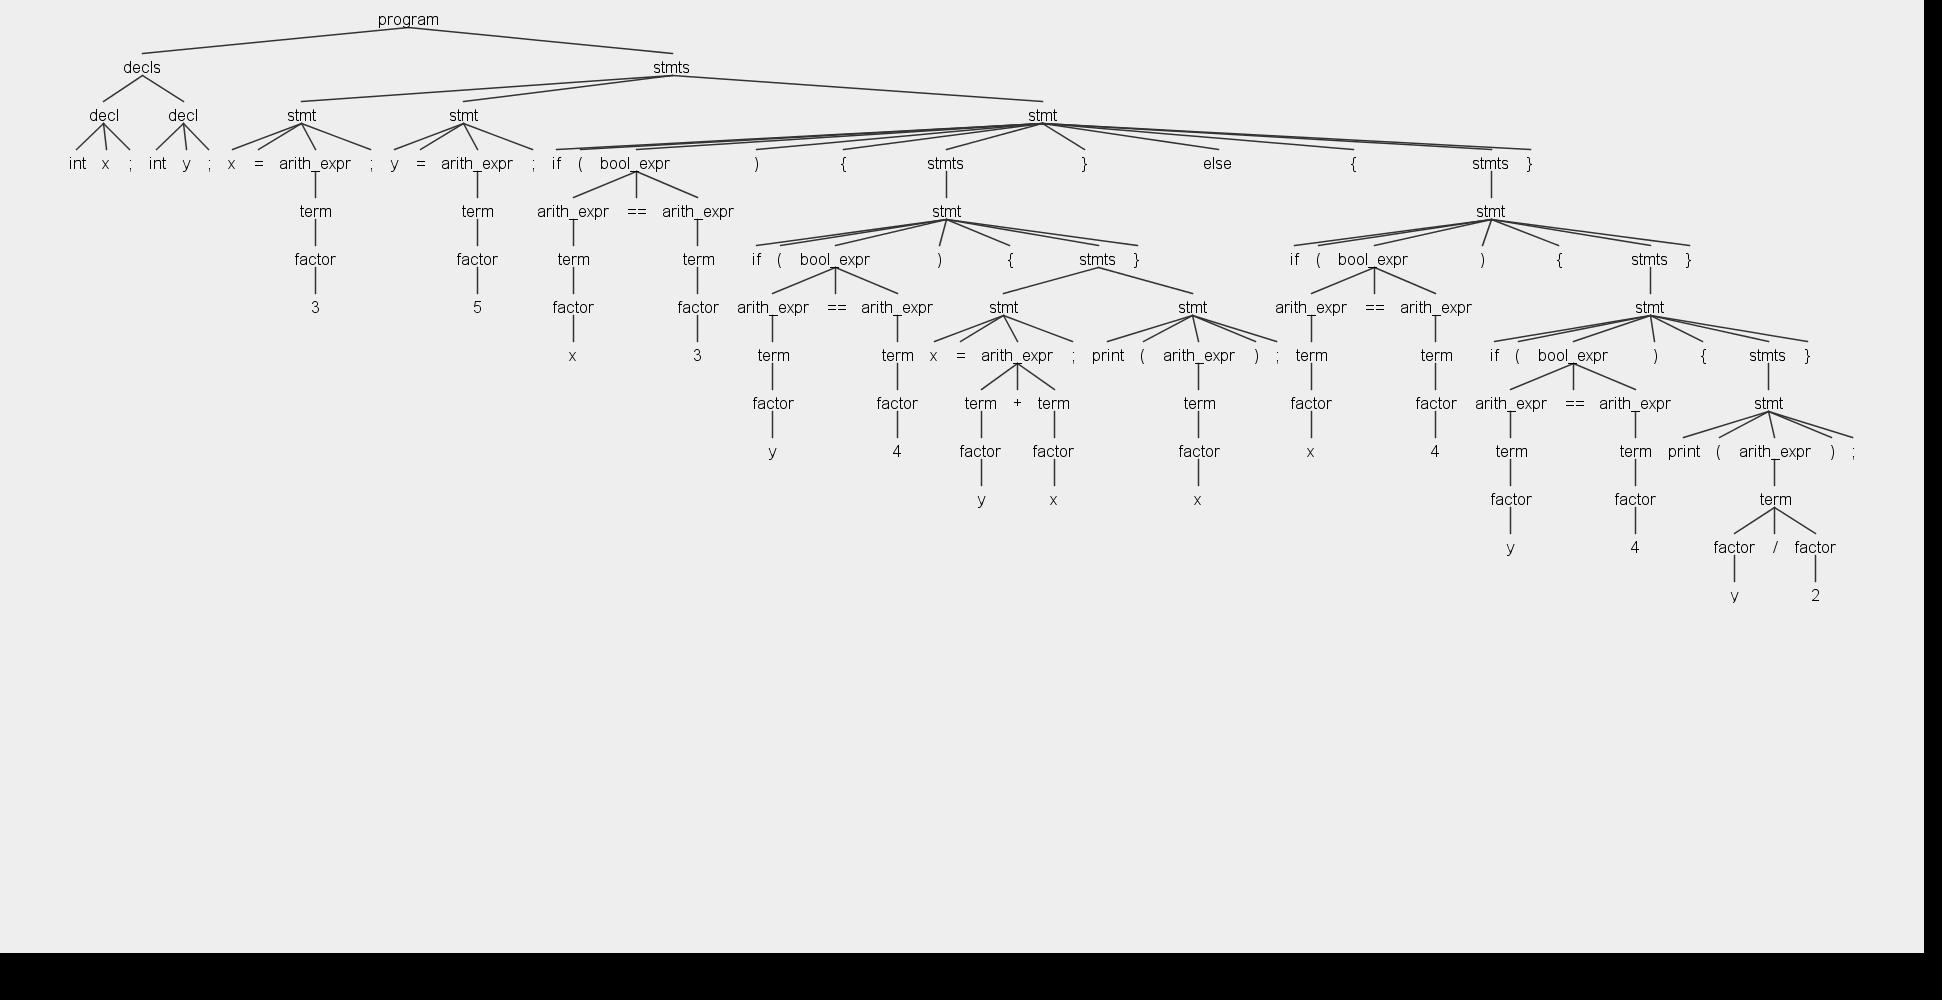 program
decls stmts
decl decl stmt stmt stmt
int x ; int y ; x = arith_expr ; y = arith_expr ; if ( bool_expr ) { stmts } else { stmts }
term term arith_expr == arith_expr stmt stmt
factor factor term term if ( bool_expr ) { stmts } if ( bool_expr ) { stmts }
3 5 factor factor arith_expr == arith_expr stmt stmt arith_expr == arith_expr stmt
x 3 term term x = arith_expr ; print ( arith_expr ) ; term term if ( bool_expr ) { stmts }
factor factor term + term term factor factor arith_expr == arith_expr stmt
y 4 factor factor factor x 4 term term print ( arith_expr ) ;
y x x factor factor term
y 4 factor / factor
y 2